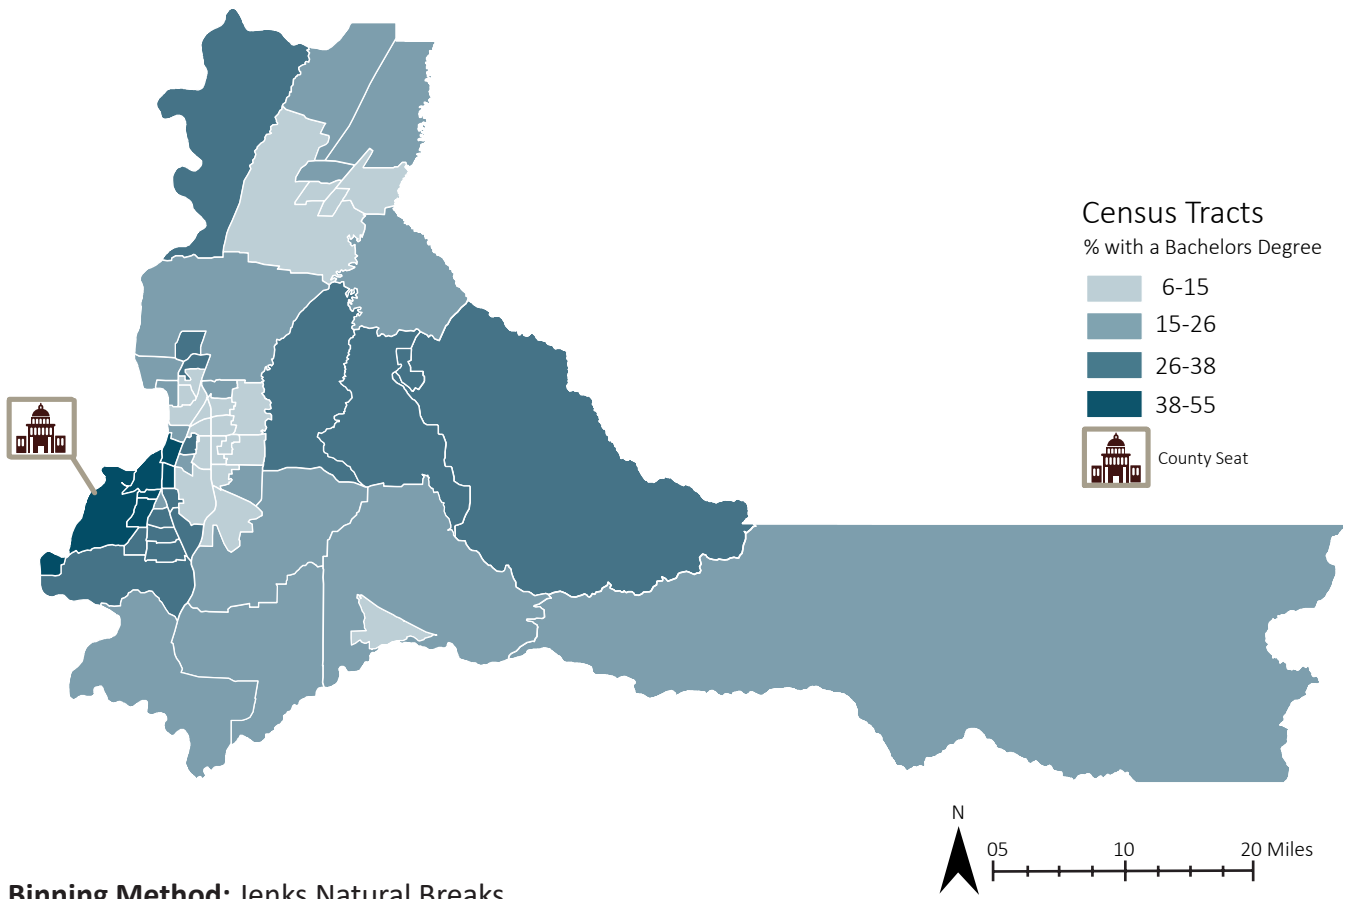 Census Tracts
% with a Bachelors Degree
6-15
15-26
26-38
38-55
County Seat
N
05 10 20 Miles
Binning Method: Jenks Natural Breaks